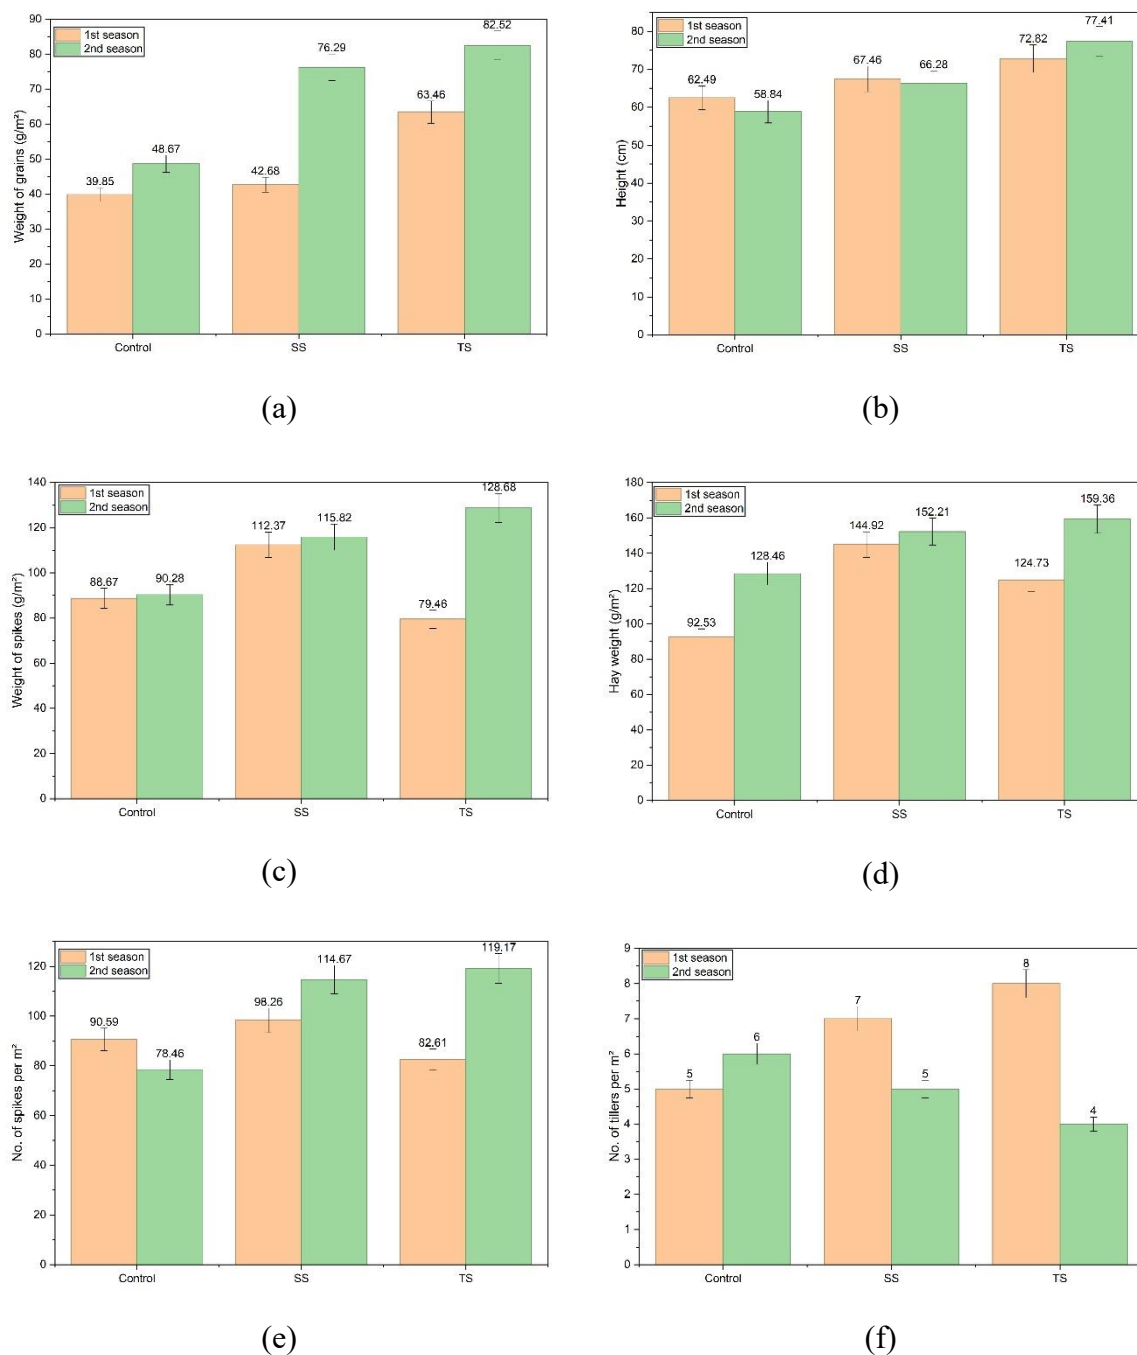 Weight of grains (g/m²)
90
80
70
60
50
40
30
20
10
0
1st season
2nd season
39.85
48.67
42.68
76.29
63.46
82.52
Control
SS
TS
(a)
Height (cm)
80
70
60
50
40
30
20
10
0
1st season
2nd season
62.49
58.84
67.46
66.28
72.82
77.41
Control
SS
TS
(b)
Weight of spikes (g/m²)
140
120
100
80
60
40
20
0
1st season
2nd season
88.67
90.28
112.37
115.82
79.46
128.68
Control
SS
TS
(c)
Hay weight (g/m²)
180
160
140
120
100
80
60
40
20
0
1st season
2nd season
92.53
128.46
144.92
152.21
124.73
159.36
Control
SS
TS
(d)
No. of spikes per m²
120
100
80
60
40
20
0
1st season
2nd season
90.59
78.46
98.26
114.67
82.61
119.17
Control
SS
TS
(e)
No. of tillers per m²
9
8
7
6
5
4
3
2
1
0
1st season
2nd season
5
6
7
5
8
4
Control
SS
TS
(f)